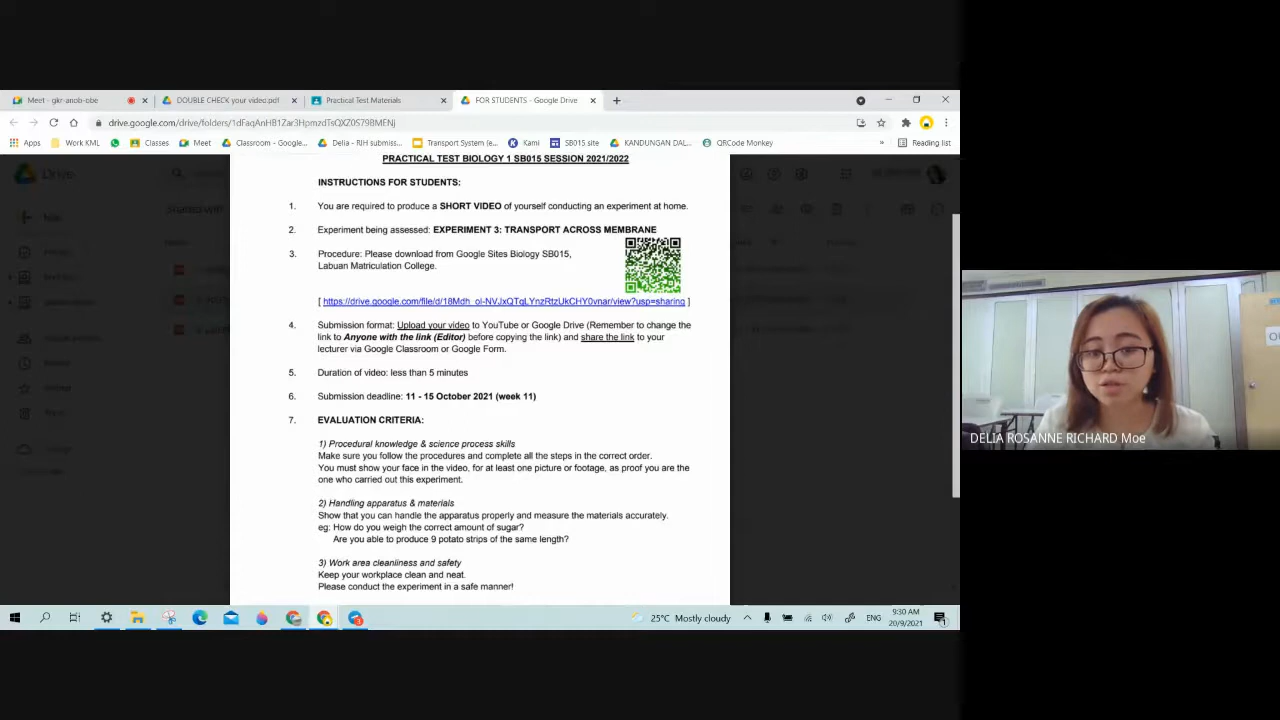 Meet - gkr-anob-obe
DOUBLE CHECK your video.pdf
Practical Test Materials
FOR STUDENTS - Google Drive
drive.google.com/drive/folders/1dFaqAnHB1Zar3HpmzdTsQXZ0S798MENj
Apps
Work KML
Classes
Meet
Classroom - Google...
Delia - RIH submiss...
Transport System (e...
Kami
SB015 site
KANDUNGAN DAL...
QRCode Monkey
»
Reading list
Drive
PRACTICAL TEST BIOLOGY 1 SB015 SESSION 2021/2022
INSTRUCTIONS FOR STUDENTS:
1. You are required to produce a SHORT VIDEO of yourself conducting an experiment at home.
2. Experiment being assessed: EXPERIMENT 3: TRANSPORT ACROSS MEMBRANE
3. Procedure: Please download from Google Sites Biology SB015,
Labuan Matriculation College.
[ https://drive.google.com/file/d/18Mdh_ol-NVJxQTqLYnzRtzUkCHY0vnar/view?usp=sharing ]
4. Submission format: Upload your video to YouTube or Google Drive (Remember to change the
link to Anyone with the link (Editor) before copying the link) and share the link to your
lecturer via Google Classroom or Google Form.
5. Duration of video: less than 5 minutes
6. Submission deadline: 11 - 15 October 2021 (week 11)
7. EVALUATION CRITERIA:
1) Procedural knowledge & science process skills
Make sure you follow the procedures and complete all the steps in the correct order.
You must show your face in the video, for at least one picture or footage, as proof you are the
one who carried out this experiment.
2) Handling apparatus & materials
Show that you can handle the apparatus properly and measure the materials accurately.
eg: How do you weigh the correct amount of sugar?
Are you able to produce 9 potato strips of the same length?
3) Work area cleanliness and safety
Keep your workplace clean and neat.
Please conduct the experiment in a safe manner!
DELIA ROSANNE RICHARD Moe
25°C Mostly cloudy
ENG
9:30 AM
20/9/2021